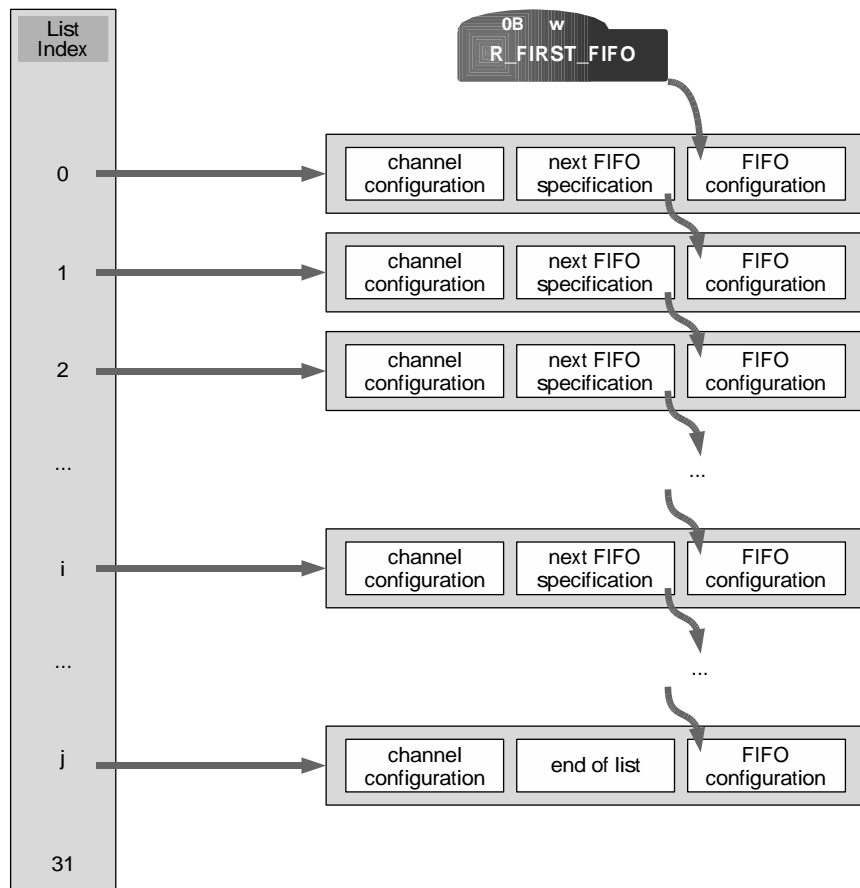 List
Index
0B w
R_FIRST_FIFO
0
channel
configuration
next FIFO
specification
FIFO
configuration
1
channel
configuration
next FIFO
specification
FIFO
configuration
2
channel
configuration
next FIFO
specification
FIFO
configuration
...
...
i
channel
configuration
next FIFO
specification
FIFO
configuration
...
...
j
channel
configuration
end of list
FIFO
configuration
31